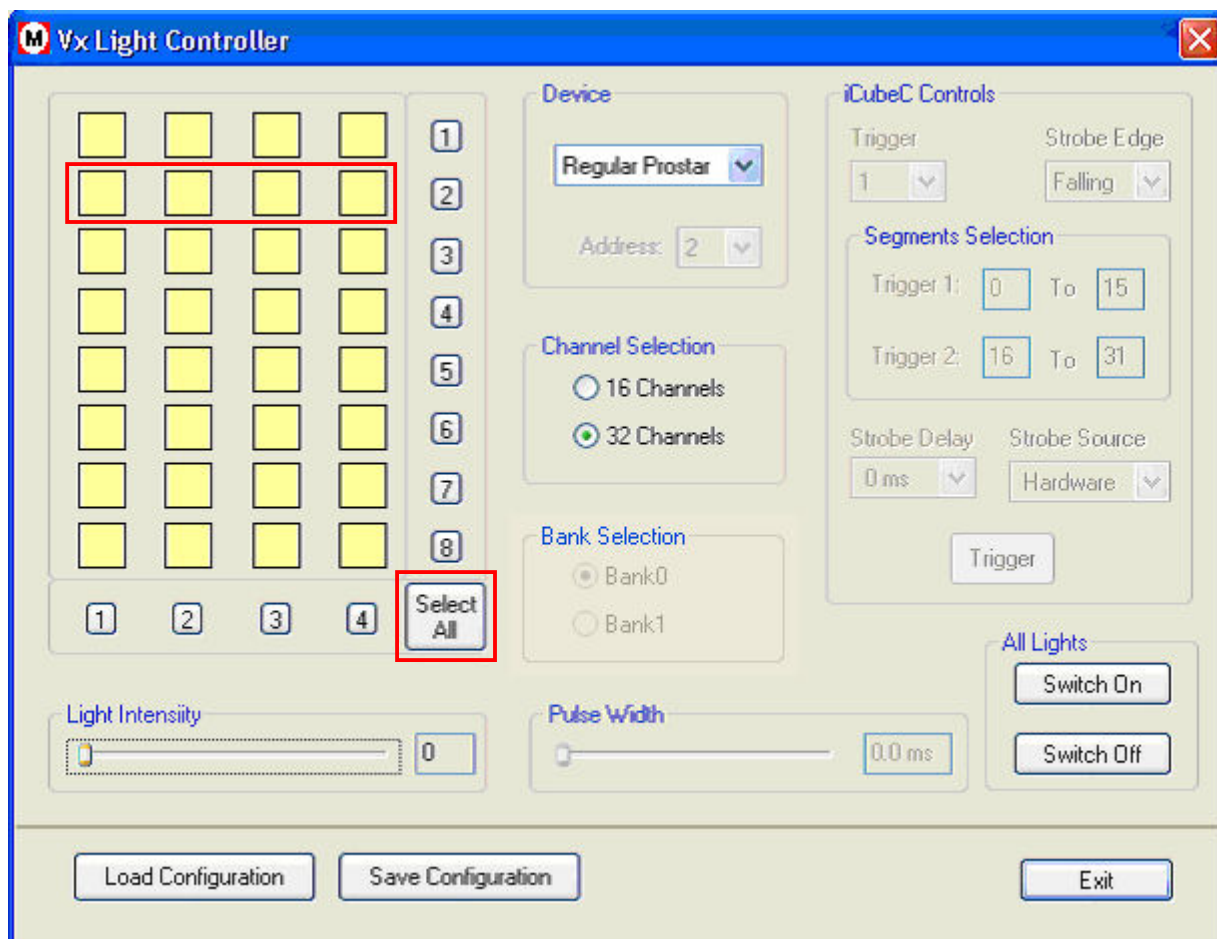 M Vx Light Controller
1
2
3
4
5
6
7
8
1 2 3 4 Select All
Device
Regular Prostar
Address: 2
Channel Selection
16 Channels
32 Channels
Bank Selection
Bank0
Bank1
iCubeC Controls
Trigger Strobe Edge
1 Falling
Segments Selection
Trigger 1: 0 To 15
Trigger 2: 16 To 31
Strobe Delay Strobe Source
0 ms Hardware
Trigger
All Lights
Switch On
Switch Off
Light Intensiity
0
Pulse Width
0.0 ms
Load Configuration Save Configuration Exit